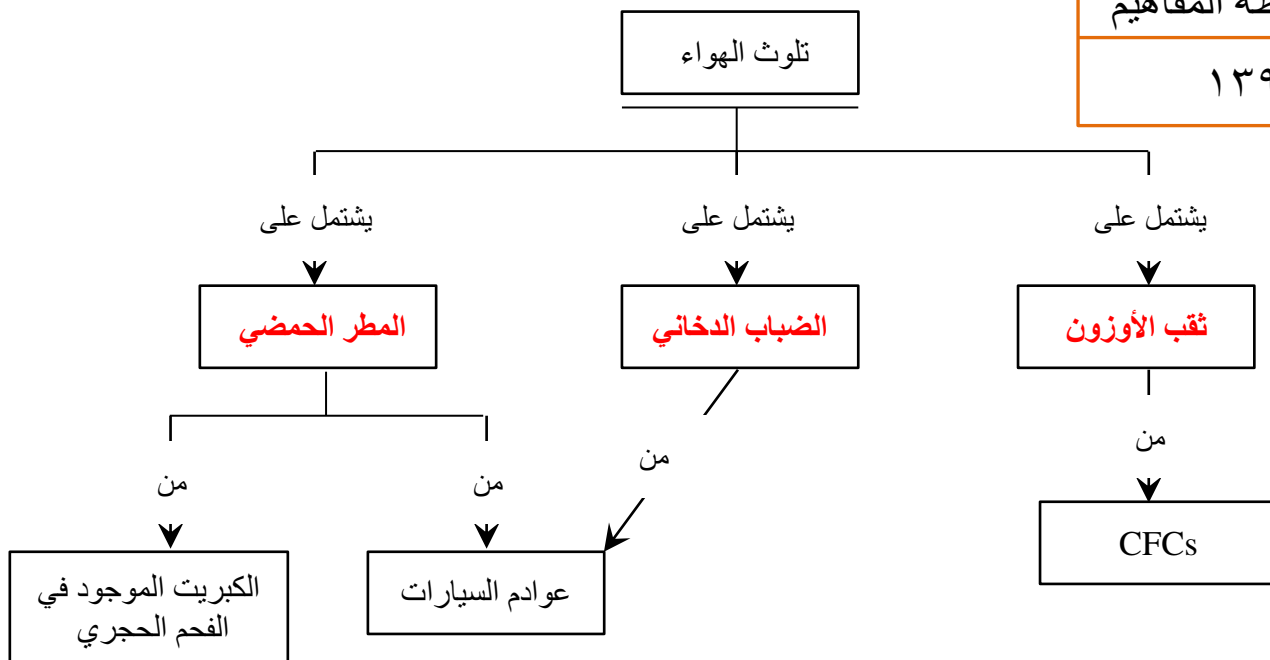 المفاهيم
تلوث الهواء
يشتمل على
يشتمل على
يشتمل على
ثقب الأوزون
الضباب الدخاني
المطر الحمضي
من
من
من
من
CFCs
عوادم السيارات
الكبريت الموجود في
الفحم الحجري